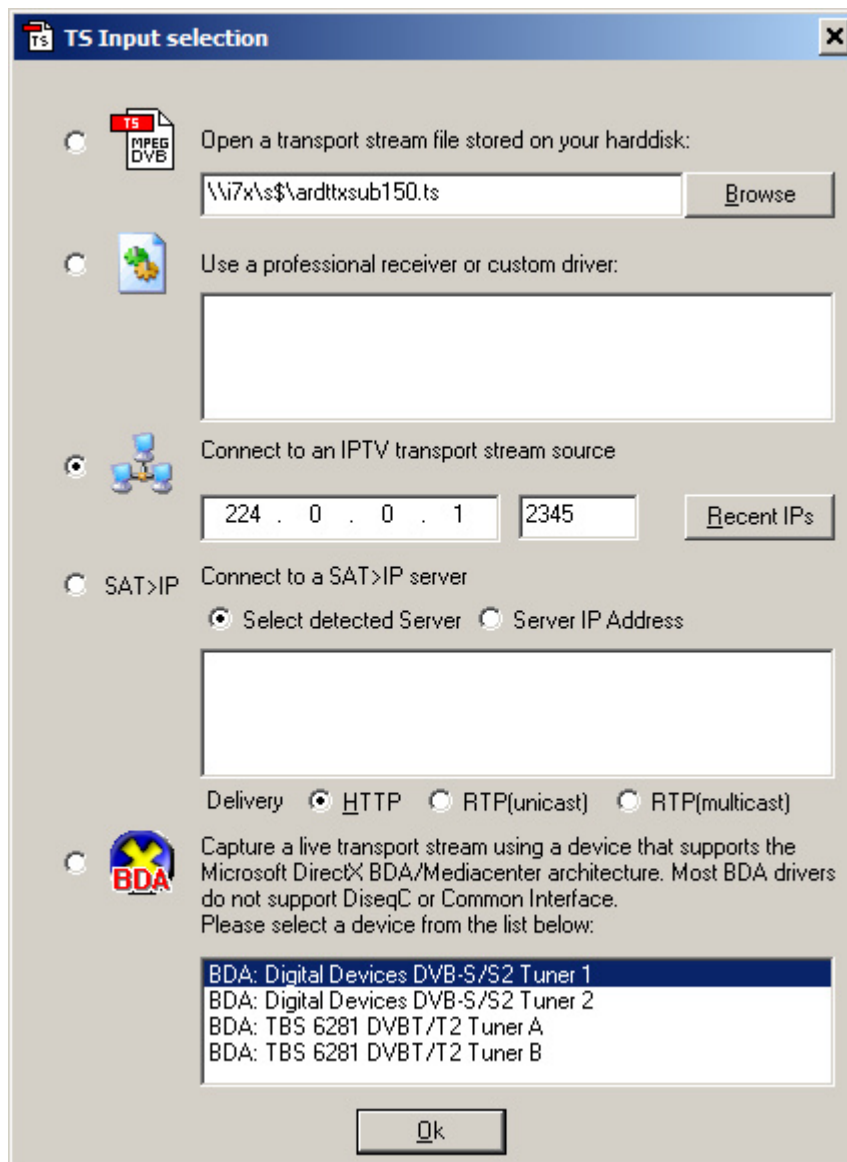 TS Input selection
TS
MPEG
DVB
Open a transport stream file stored on your harddisk:
\\i7x\s$\ardttxsub150.ts
Browse
Use a professional receiver or custom driver:
Connect to an IPTV transport stream source
224 . 0 . 0 . 1 2345 Recent IPs
SAT>IP Connect to a SAT>IP server
Select detected Server Server IP Address
Delivery HTTP RTP(unicast) RTP(multicast)
BDA
Capture a live transport stream using a device that supports the
Microsoft DirectX BDA/Mediacenter architecture. Most BDA drivers
do not support DiseqC or Common Interface.
Please select a device from the list below:
BDA: Digital Devices DVB-S/S2 Tuner 1
BDA: Digital Devices DVB-S/S2 Tuner 2
BDA: TBS 6281 DVBT/T2 Tuner A
BDA: TBS 6281 DVBT/T2 Tuner B
Ok